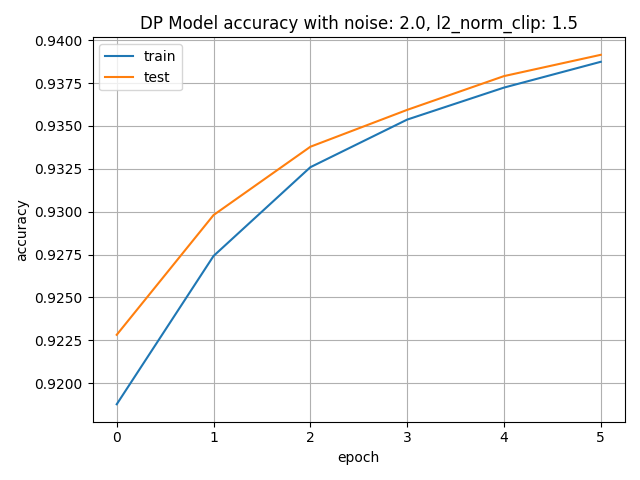 DP Model accuracy with noise: 2.0, l2_norm_clip: 1.5
train
test
accuracy
0.9400
0.9375
0.9350
0.9325
0.9300
0.9275
0.9250
0.9225
0.9200
0 1 2 3 4 5
epoch